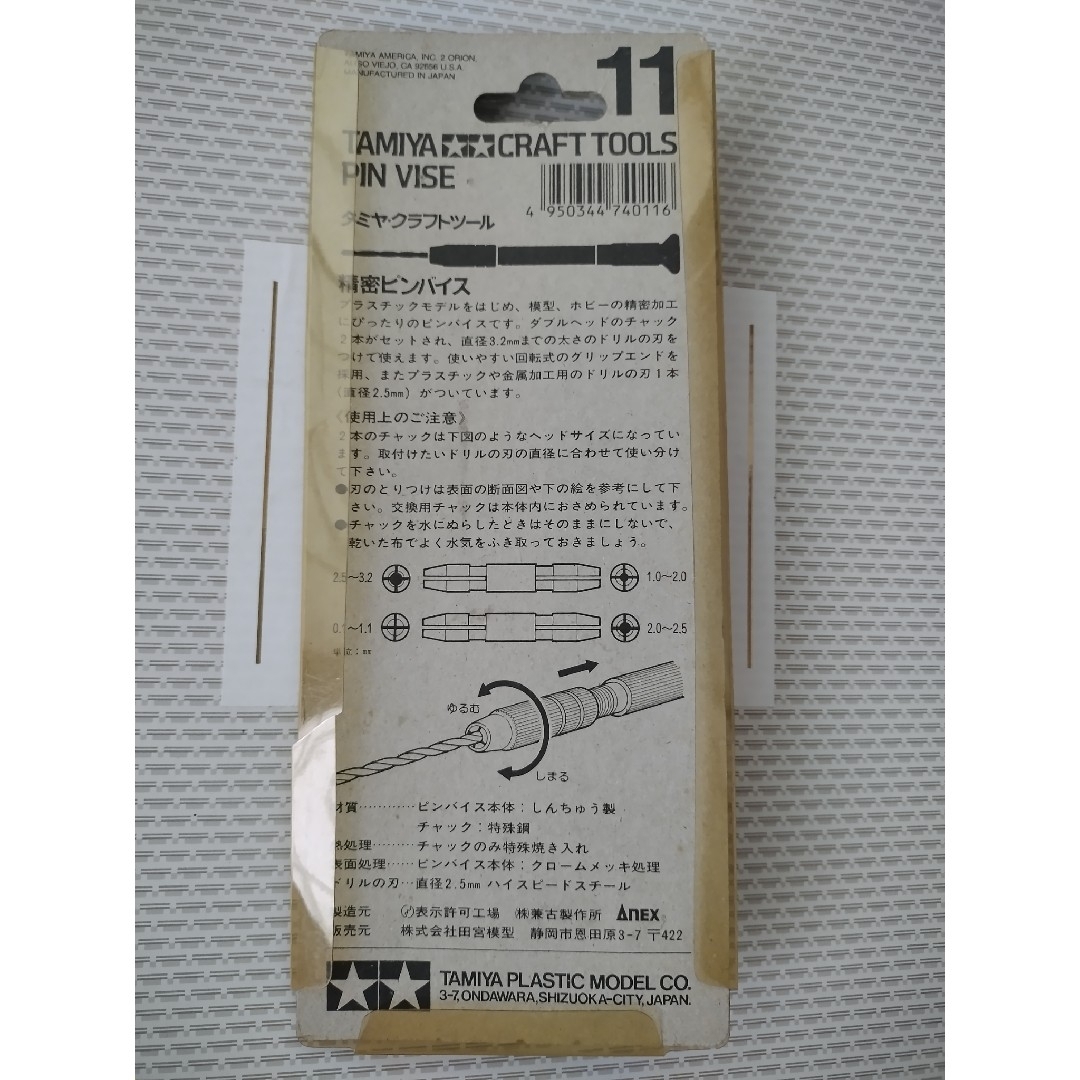 TAMIYA AMERICA, INC. 2 ORION,
ALISO VIEJO, CA 92656 U.S.A.
MANUFACTURED IN JAPAN
11
TAMIYA CRAFT TOOLS
PIN VISE
4 950344 740116
タミヤ・クラフトツール
精密ピンバイス
プラスチックモデルをはじめ、模型、ホビーの精密加工
にぴったりのピンバイスです。ダブルヘッドのチャック
2本がセットされ、直径3.2mmまでの太さのドリルの刃を
つけて使えます。使いやすい回転式のグリップエンドを
採用、またプラスチックや金属加工用のドリルの刃1本
(直径2.5mm)がついています。
〈使用上のご注意〉
2本のチャックは下図のようなヘッドサイズになってい
ます。取付けたいドリルの刃の直径に合わせて使い分け
て下さい。
●刃のとりつけは表面の断面図や下の絵を参考にして下
さい。交換用チャックは本体内におさめられています。
●チャックを水にぬらしたときはそのままにしないで、
乾いた布でよく水気をふき取っておきましょう。
2.5〜3.2 1.0〜2.0
0.1〜1.1 2.0〜2.5
単位:mm
ゆるむ
しまる
材質…………ピンバイス本体:しんちゅう製
チャック:特殊鋼
熱処理………チャックのみ特殊焼き入れ
表面処理……ピンバイス本体:クロームメッキ処理
ドリルの刃…直径2.5mm ハイスピードスチール
製造元 表示許可工場 ㈱兼古製作所 ANEX
販売元 株式会社田宮模型 静岡市恩田原3-7 〒422
TAMIYA PLASTIC MODEL CO.
3-7, ONDAWARA, SHIZUOKA-CITY, JAPAN.